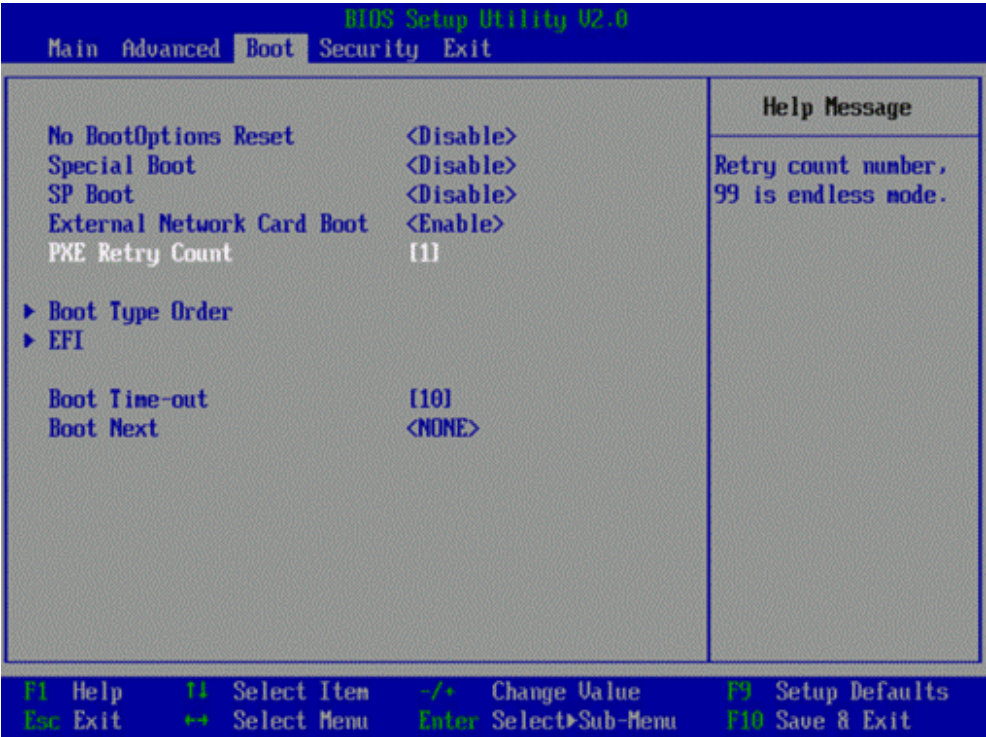 BIOS Setup Utility V2.0
Main Advanced Boot Security Exit
Help Message
Retry count number,
99 is endless mode.
No BootOptions Reset <Disable>
Special Boot <Disable>
SP Boot <Disable>
External Network Card Boot <Enable>
PXE Retry Count [1]
Boot Type Order
EFI
Boot Time-out [10]
Boot Next <NONE>
F1 Help ↑↓ Select Item -/+ Change Value F9 Setup Defaults
Esc Exit ←→ Select Menu Enter Select▶Sub-Menu F10 Save & Exit